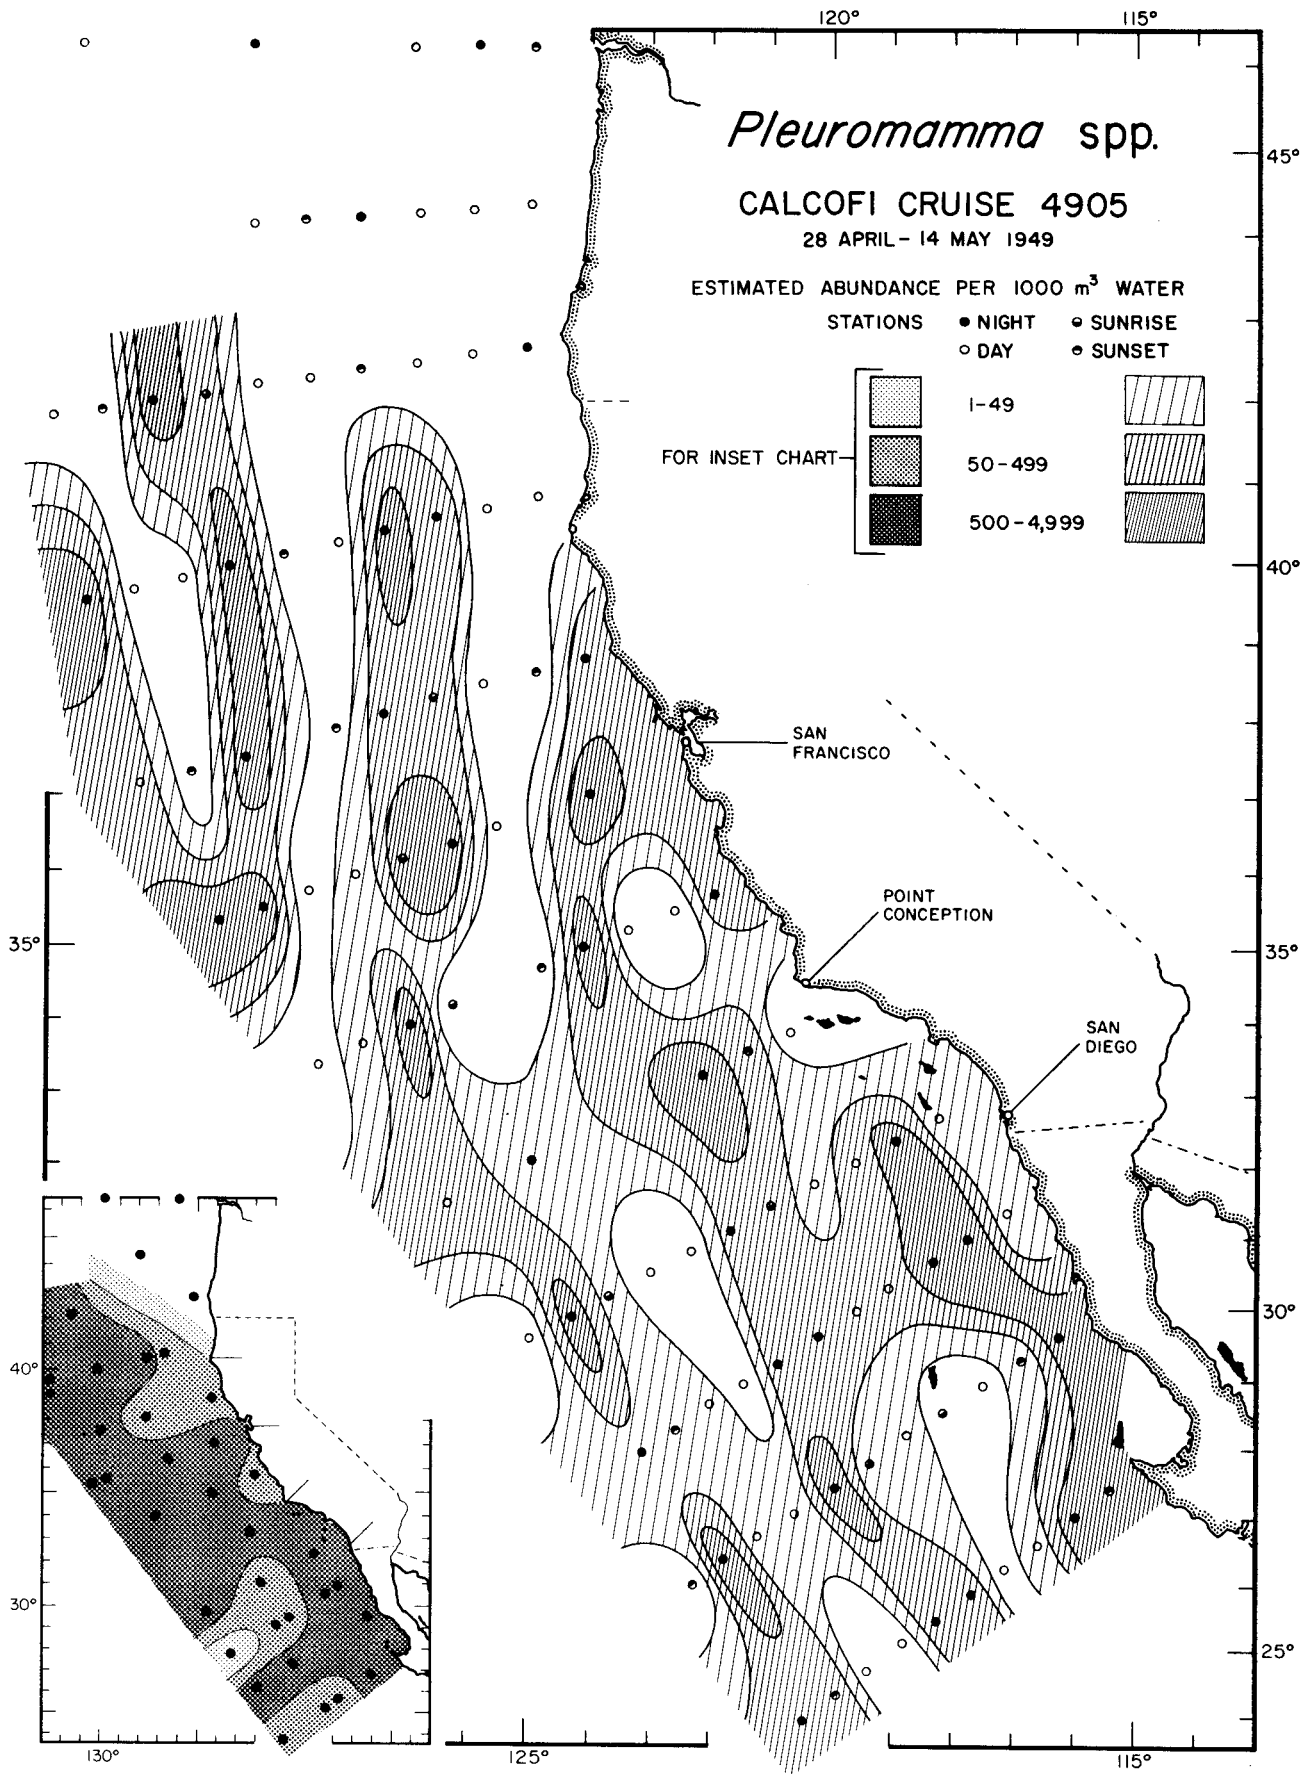 120° 115°
Pleuromamma spp.
45°
CALCOFI CRUISE 4905
28 APRIL – 14 MAY 1949
ESTIMATED ABUNDANCE PER 1000 m³ WATER
STATIONS ● NIGHT ◒ SUNRISE
○ DAY ◓ SUNSET
1–49
FOR INSET CHART
50–499
500–4,999
40°
SAN
FRANCISCO
POINT
CONCEPTION
35° 35°
SAN
DIEGO
30°
40°
30°
25°
130° 125° 115°